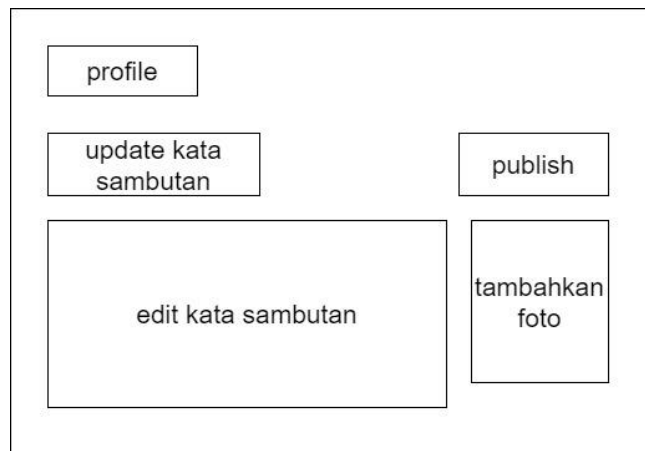 profile
update kata
sambutan
publish
edit kata sambutan
tambahkan
foto